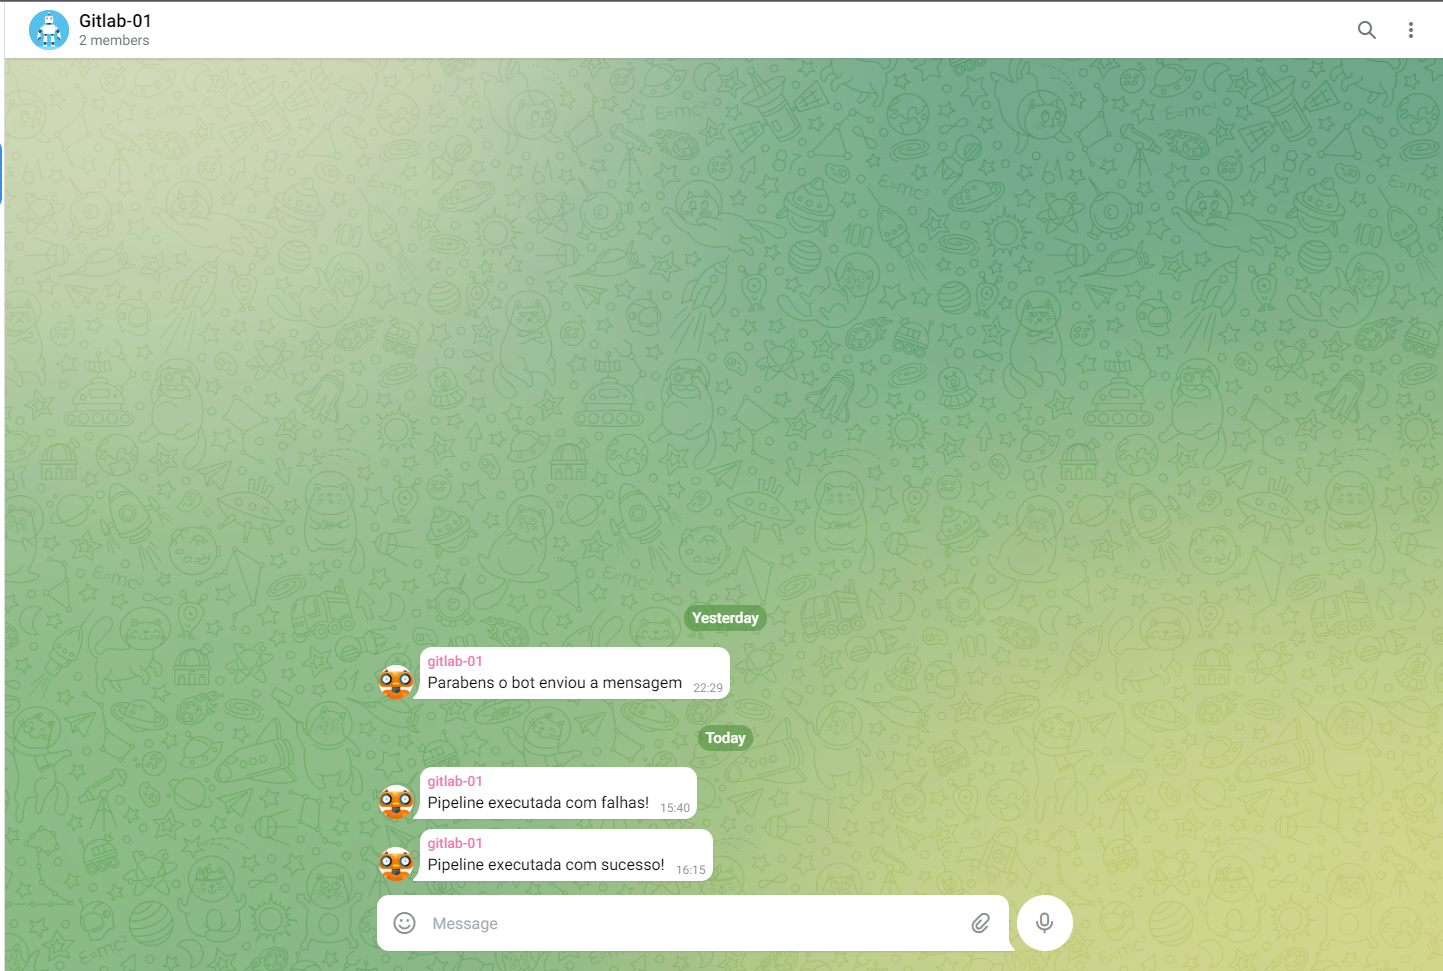 Gitlab-01
2 members
Yesterday
gitlab-01
Parabens o bot enviou a mensagem 22:29
Today
gitlab-01
Pipeline executada com falhas! 15:40
gitlab-01
Pipeline executada com sucesso! 16:15
Message